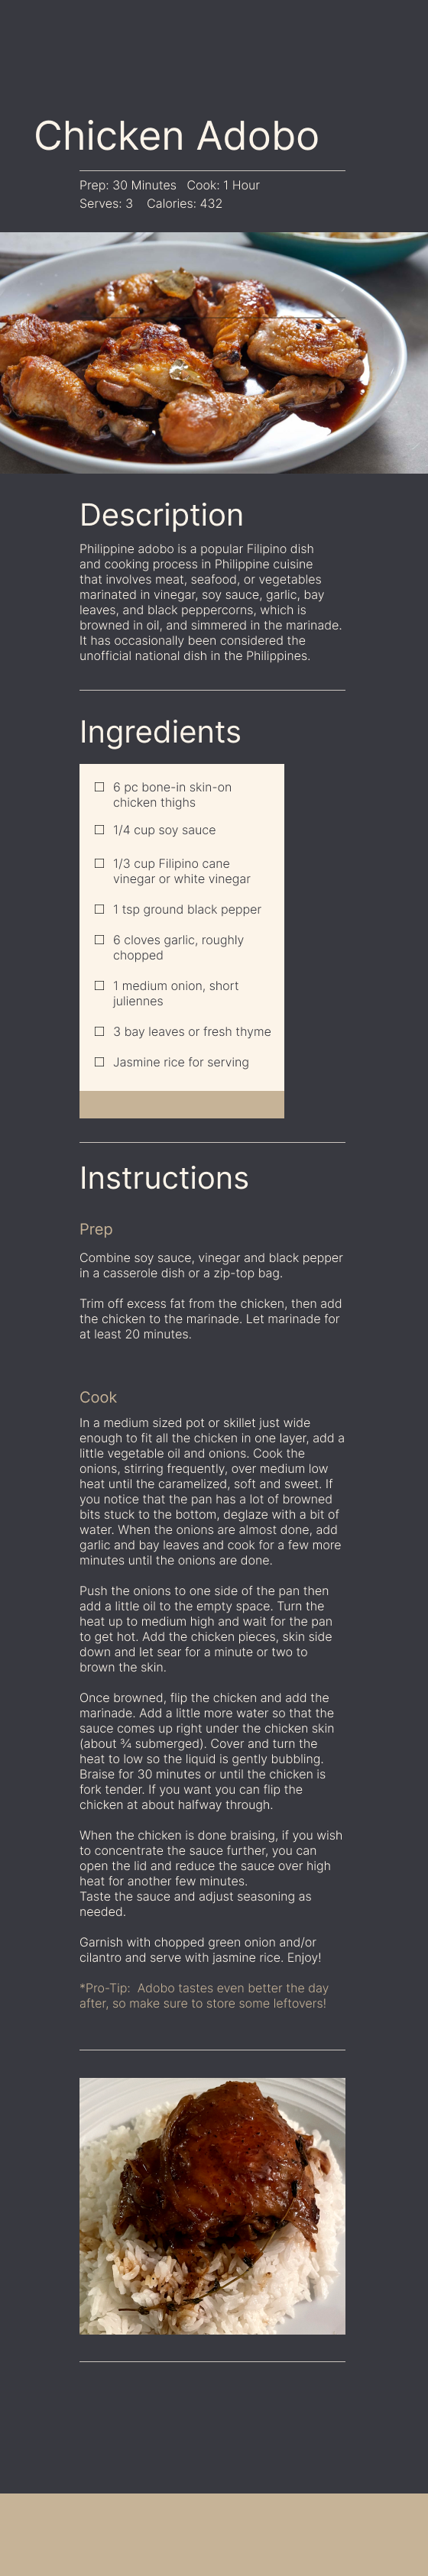 Chicken Adobo
Prep: 30 Minutes   Cook: 1 Hour
Serves: 3    Calories: 432
Description
Philippine adobo is a popular Filipino dish
and cooking process in Philippine cuisine
that involves meat, seafood, or vegetables
marinated in vinegar, soy sauce, garlic, bay
leaves, and black peppercorns, which is
browned in oil, and simmered in the marinade.
It has occasionally been considered the
unofficial national dish in the Philippines.
Ingredients
6 pc bone-in skin-on
chicken thighs
1/4 cup soy sauce
1/3 cup Filipino cane
vinegar or white vinegar
1 tsp ground black pepper
6 cloves garlic, roughly
chopped
1 medium onion, short
juliennes
3 bay leaves or fresh thyme
Jasmine rice for serving
Instructions
Prep
Combine soy sauce, vinegar and black pepper
in a casserole dish or a zip-top bag.
Trim off excess fat from the chicken, then add
the chicken to the marinade. Let marinade for
at least 20 minutes.
Cook
In a medium sized pot or skillet just wide
enough to fit all the chicken in one layer, add a
little vegetable oil and onions. Cook the
onions, stirring frequently, over medium low
heat until the caramelized, soft and sweet. If
you notice that the pan has a lot of browned
bits stuck to the bottom, deglaze with a bit of
water. When the onions are almost done, add
garlic and bay leaves and cook for a few more
minutes until the onions are done.
Push the onions to one side of the pan then
add a little oil to the empty space. Turn the
heat up to medium high and wait for the pan
to get hot. Add the chicken pieces, skin side
down and let sear for a minute or two to
brown the skin.
Once browned, flip the chicken and add the
marinade. Add a little more water so that the
sauce comes up right under the chicken skin
(about ¾ submerged). Cover and turn the
heat to low so the liquid is gently bubbling.
Braise for 30 minutes or until the chicken is
fork tender. If you want you can flip the
chicken at about halfway through.
When the chicken is done braising, if you wish
to concentrate the sauce further, you can
open the lid and reduce the sauce over high
heat for another few minutes.
Taste the sauce and adjust seasoning as
needed.
Garnish with chopped green onion and/or
cilantro and serve with jasmine rice. Enjoy!
*Pro-Tip:  Adobo tastes even better the day
after, so make sure to store some leftovers!